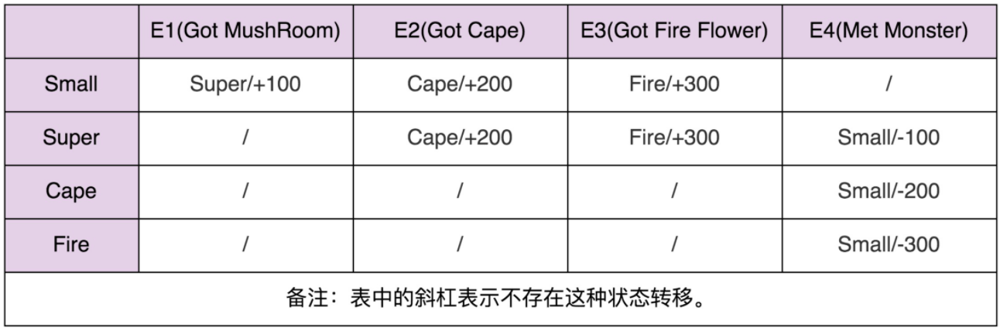 E1(Got MushRoom) E2(Got Cape) E3(Got Fire Flower) E4(Met Monster)
Small Super/+100 Cape/+200 Fire/+300 /
Super / Cape/+200 Fire/+300 Small/-100
Cape / / / Small/-200
Fire / / / Small/-300
备注：表中的斜杠表示不存在这种状态转移。